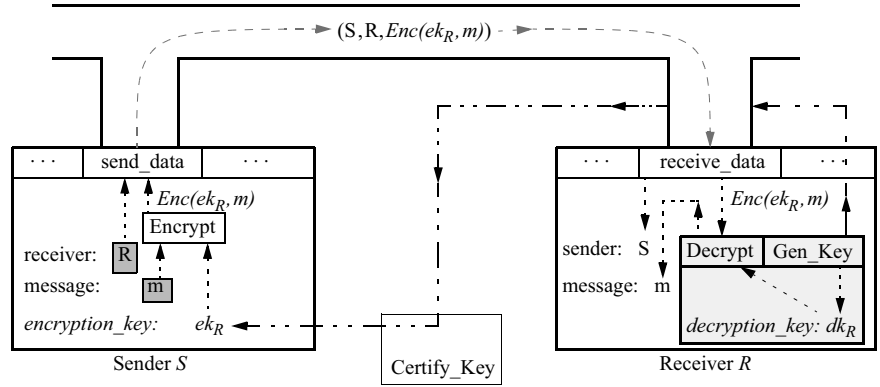 (S,R,Enc(ek_R,m))
· · · send_data · · ·
· · · receive_data · · ·
Enc(ek_R,m)
Encrypt
receiver: R
message: m
encryption_key: ek_R
Sender S
Certify_Key
Enc(ek_R,m)
sender: S
Decrypt Gen_Key
message: m
decryption_key: dk_R
Receiver R